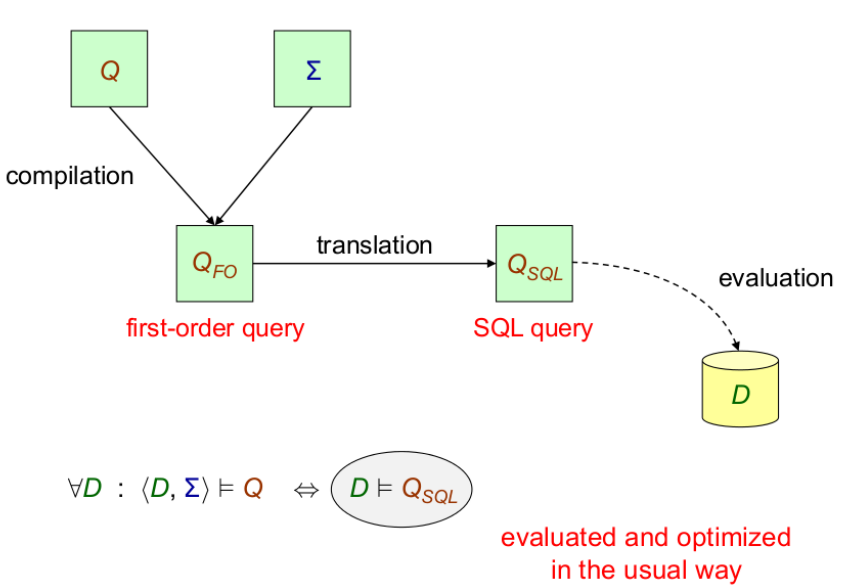 Q
Σ
compilation
Q_FO
translation
Q_SQL
evaluation
first-order query
SQL query
D
∀D : ⟨D, Σ⟩ ⊨ Q ⇔ D ⊨ Q_SQL
evaluated and optimized
in the usual way